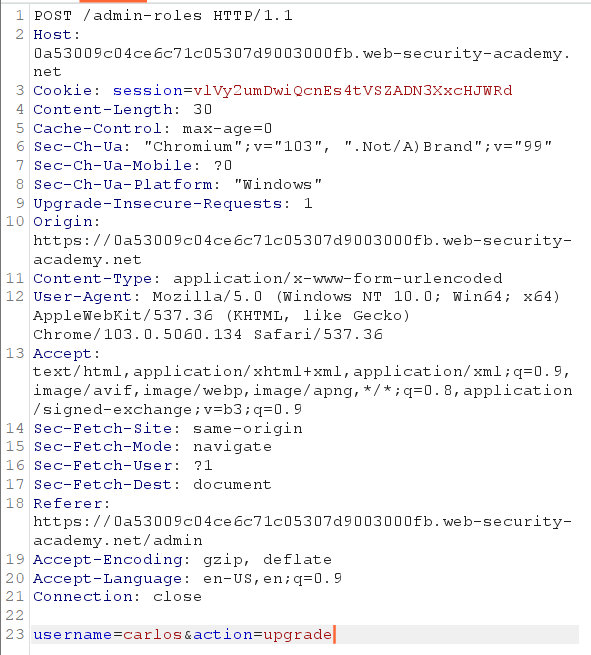 1 POST /admin-roles HTTP/1.1
2 Host:
0a53009c04ce6c71c05307d9003000fb.web-security-academy.
net
3 Cookie: session=vlVy2umDwiQcnEs4tVSZADN3XxcHJWRd
4 Content-Length: 30
5 Cache-Control: max-age=0
6 Sec-Ch-Ua: "Chromium";v="103", ".Not/A)Brand";v="99"
7 Sec-Ch-Ua-Mobile: ?0
8 Sec-Ch-Ua-Platform: "Windows"
9 Upgrade-Insecure-Requests: 1
10 Origin:
https://0a53009c04ce6c71c05307d9003000fb.web-security-
academy.net
11 Content-Type: application/x-www-form-urlencoded
12 User-Agent: Mozilla/5.0 (Windows NT 10.0; Win64; x64)
AppleWebKit/537.36 (KHTML, like Gecko)
Chrome/103.0.5060.134 Safari/537.36
13 Accept:
text/html,application/xhtml+xml,application/xml;q=0.9,
image/avif,image/webp,image/apng,*/*;q=0.8,application
/signed-exchange;v=b3;q=0.9
14 Sec-Fetch-Site: same-origin
15 Sec-Fetch-Mode: navigate
16 Sec-Fetch-User: ?1
17 Sec-Fetch-Dest: document
18 Referer:
https://0a53009c04ce6c71c05307d9003000fb.web-security-
academy.net/admin
19 Accept-Encoding: gzip, deflate
20 Accept-Language: en-US,en;q=0.9
21 Connection: close
22
23 username=carlos&action=upgrade